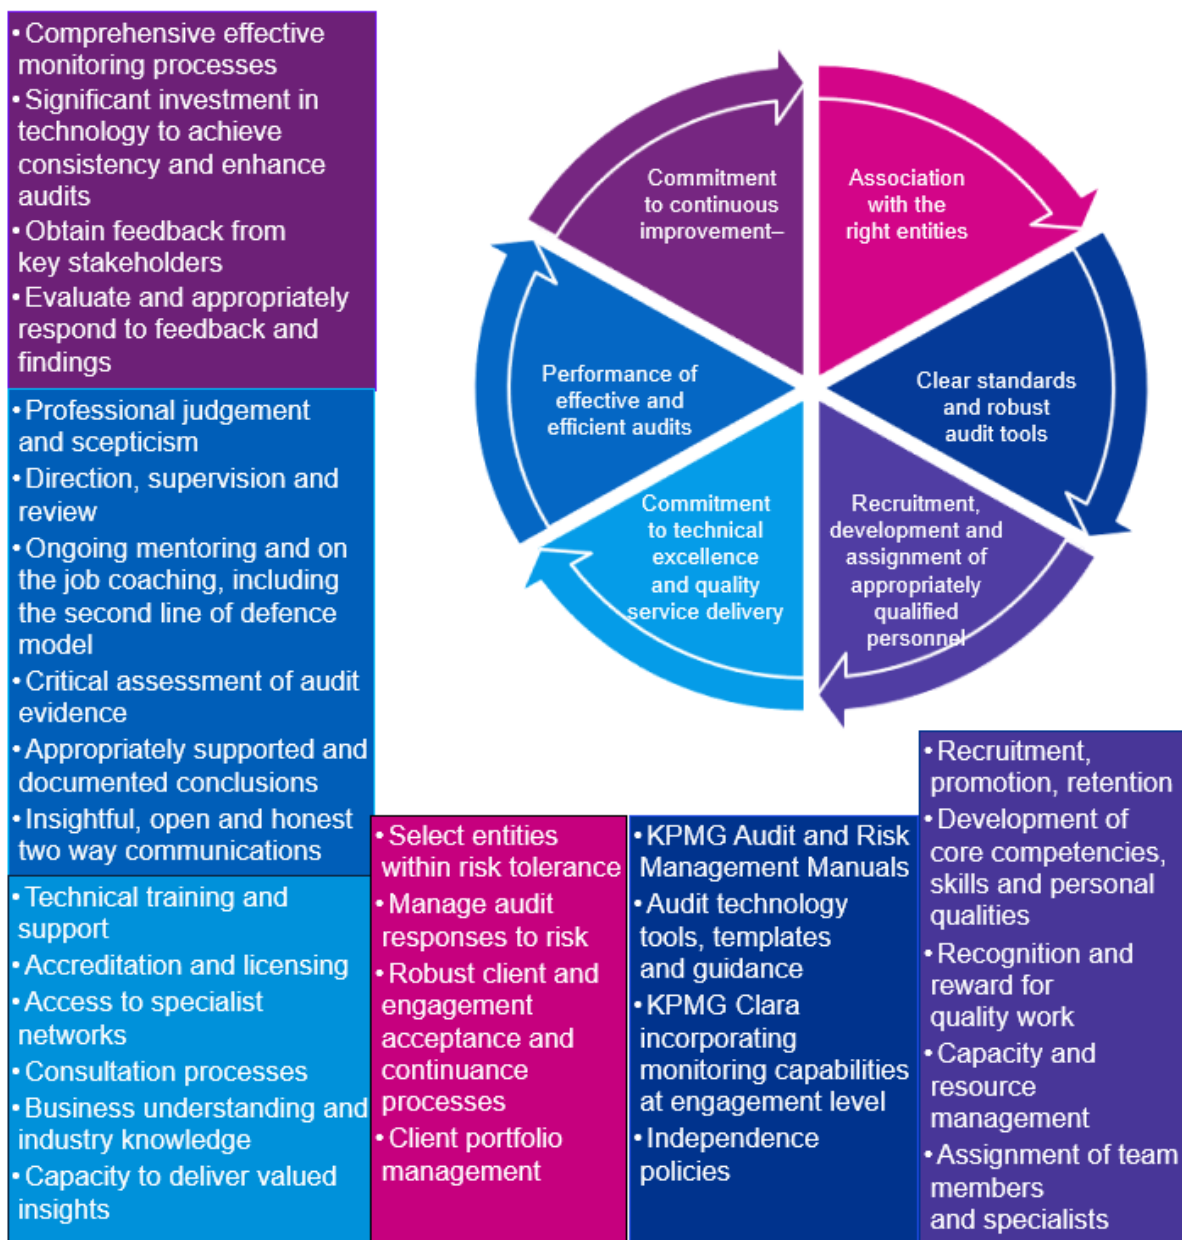 • Comprehensive effective
monitoring processes
• Significant investment in
technology to achieve
consistency and enhance
audits
• Obtain feedback from
key stakeholders
• Evaluate and appropriately
respond to feedback and
findings
• Professional judgement
and scepticism
• Direction, supervision and
review
• Ongoing mentoring and on
the job coaching, including
the second line of defence
model
• Critical assessment of audit
evidence
• Appropriately supported and
documented conclusions
• Insightful, open and honest
two way communications
• Technical training and
support
• Accreditation and licensing
• Access to specialist
networks
• Consultation processes
• Business understanding and
industry knowledge
• Capacity to deliver valued
insights
Commitment
to continuous
improvement–
Association
with the
right entities
Performance of
effective and
efficient audits
Clear standards
and robust
audit tools
Commitment
to technical
excellence
and quality
service delivery
Recruitment,
development and
assignment of
appropriately
qualified
personnel
• Select entities
within risk tolerance
• Manage audit
responses to risk
• Robust client and
engagement
acceptance and
continuance
processes
• Client portfolio
management
• KPMG Audit and Risk
Management Manuals
• Audit technology
tools, templates
and guidance
• KPMG Clara
incorporating
monitoring capabilities
at engagement level
• Independence
policies
• Recruitment,
promotion, retention
• Development of
core competencies,
skills and personal
qualities
• Recognition and
reward for
quality work
• Capacity and
resource
management
• Assignment of team
members
and specialists